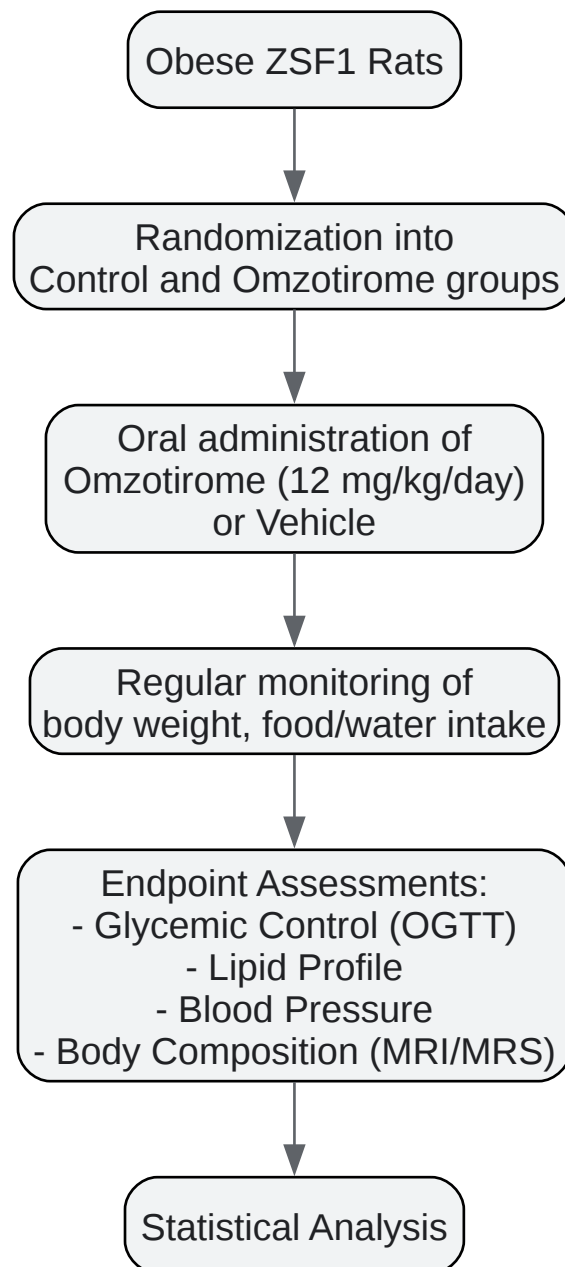 Obese ZSF1 Rats
Randomization into
Control and Omzotirome groups
Oral administration of
Omzotirome (12 mg/kg/day)
or Vehicle
Regular monitoring of
body weight, food/water intake
Endpoint Assessments:
- Glycemic Control (OGTT)
- Lipid Profile
- Blood Pressure
- Body Composition (MRI/MRS)
Statistical Analysis